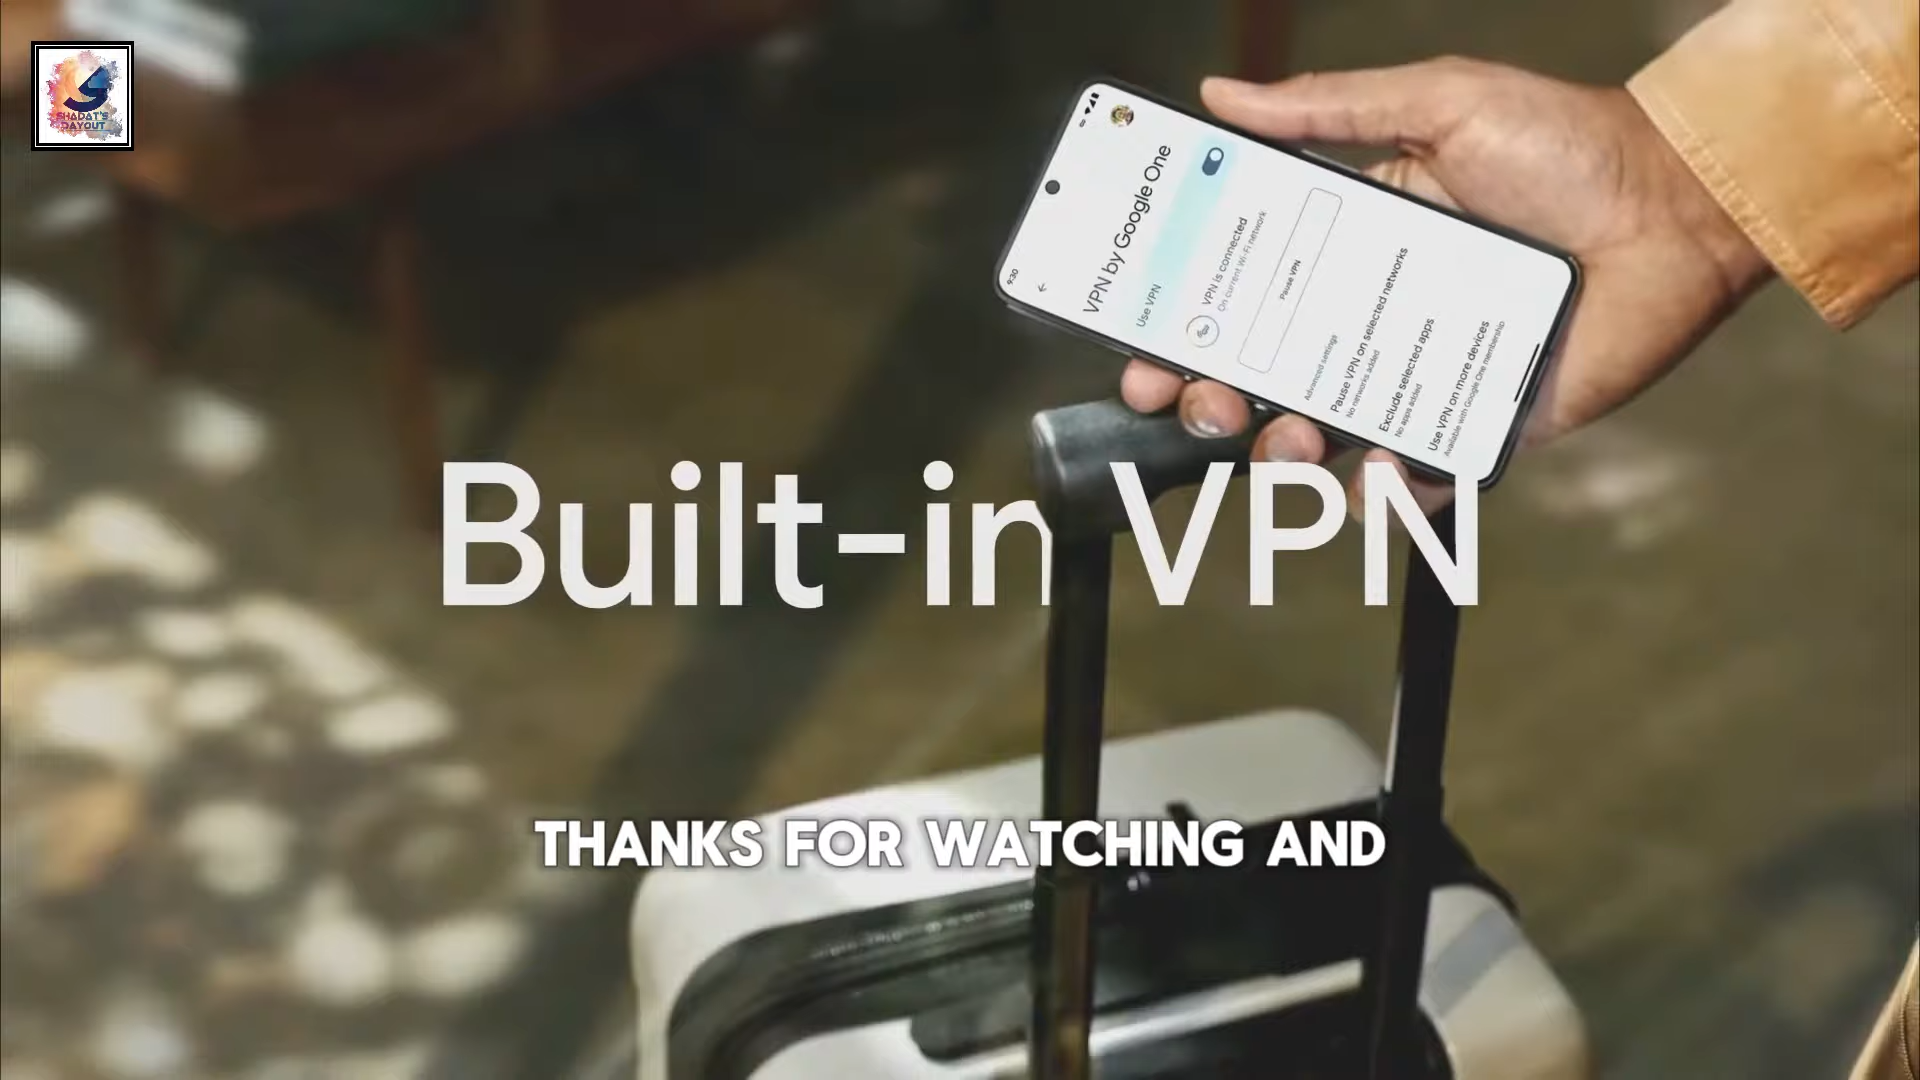 SHADAT'S
DAYOUT
9:30
VPN by Google One
Use VPN
VPN is connected
On current Wi-Fi network
Pause VPN
Advanced settings
Pause VPN on selected networks
No networks added
Exclude selected apps
No apps added
Use VPN on more devices
Available with Google One membership
Built-in VPN
THANKS FOR WATCHING AND